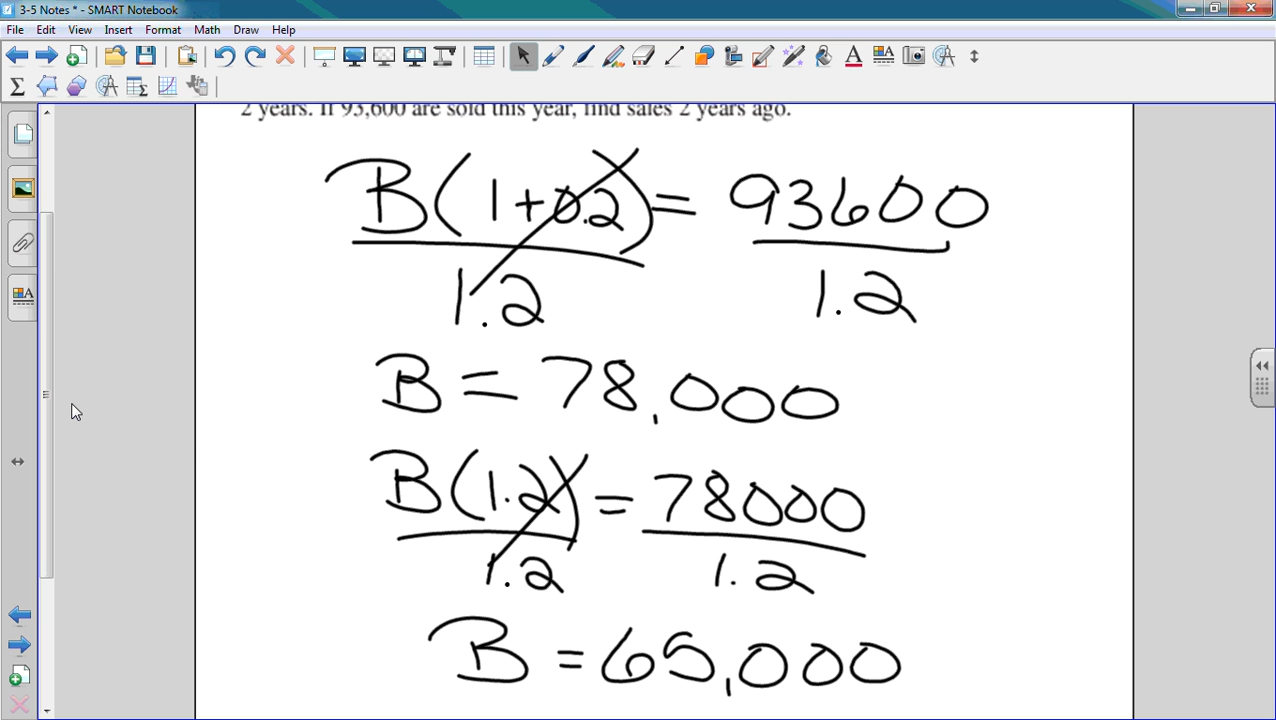 3-5 Notes * - SMART Notebook
File Edit View Insert Format Math Draw Help
2 years. If 93,600 are sold this year, find sales 2 years ago.
B(1+0.2) = 93600
1.2 1.2
B = 78,000
B(1.2) = 78000
1.2 1.2
B = 65,000